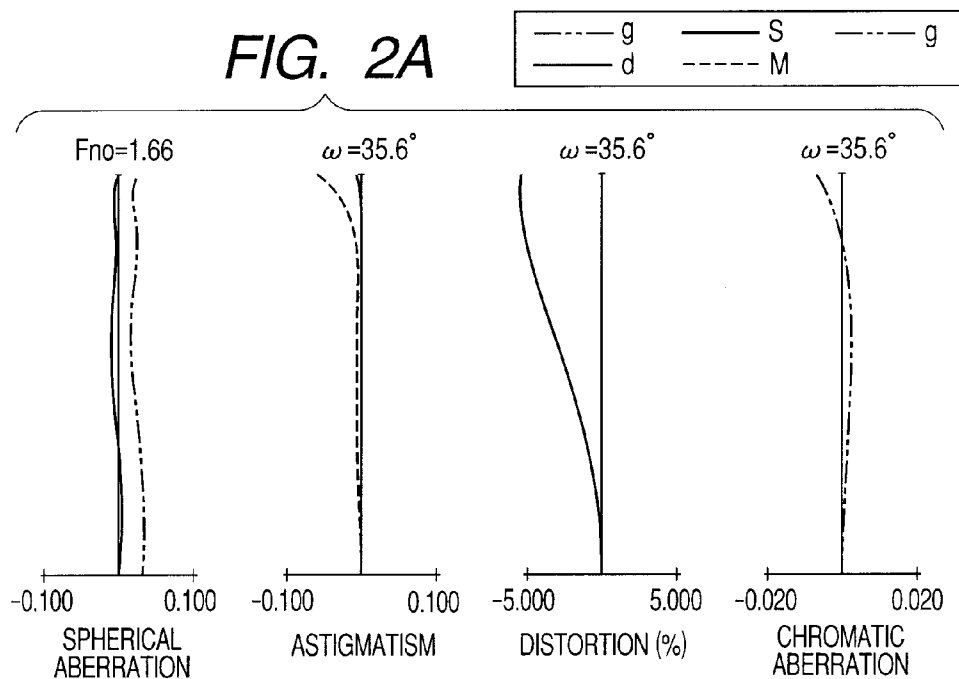 FIG. 2A
g S g
d M
Fno=1.66
ω=35.6°
ω=35.6°
ω=35.6°
-0.100 0.100
-0.100 0.100
-5.000 5.000
-0.020 0.020
SPHERICAL
ABERRATION
ASTIGMATISM
DISTORTION (%)
CHROMATIC
ABERRATION